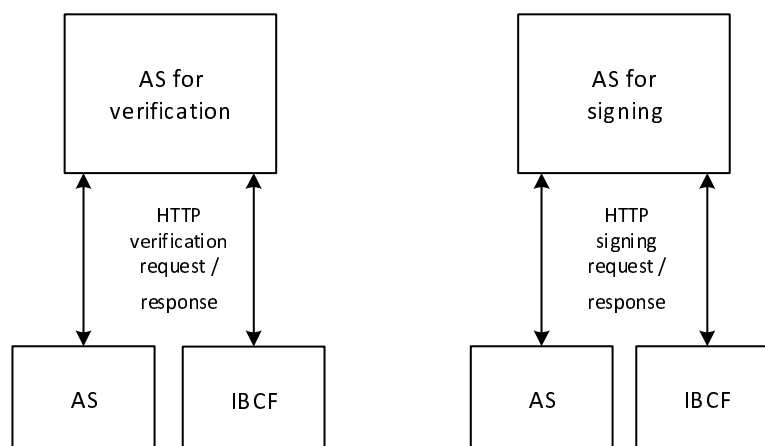 AS for
verification
AS for
signing
HTTP
verification
request /
response
HTTP
signing
request /
response
AS
IBCF
AS
IBCF